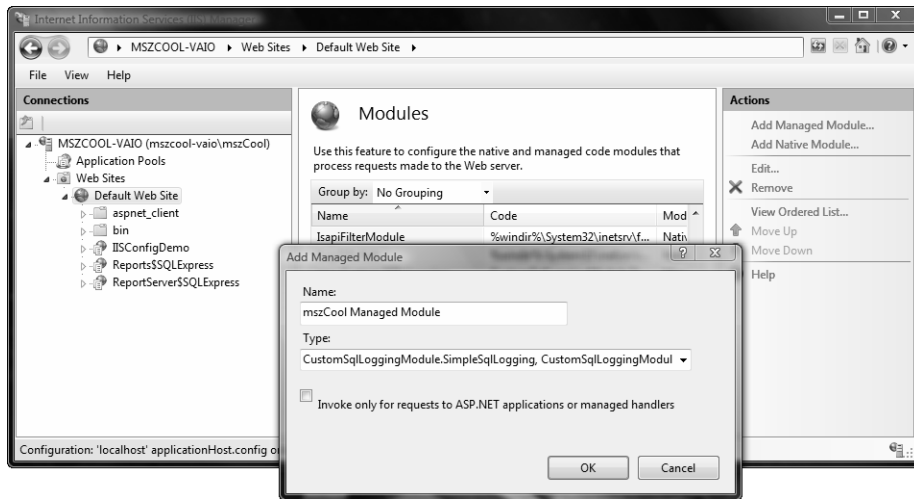 Internet Information Services (IIS) Manager
MSZCOOL-VAIO Web Sites Default Web Site
File View Help
Connections
MSZCOOL-VAIO (mszcool-vaio\mszCool)
Application Pools
Web Sites
Default Web Site
aspnet_client
bin
IISConfigDemo
Reports$SQLExpress
ReportServer$SQLExpress
Modules
Use this feature to configure the native and managed code modules that
process requests made to the Web server.
Group by: No Grouping
Name Code Mod
IsapiFilterModule %windir%\System32\inetsrv\f... Nativ
Actions
Add Managed Module...
Add Native Module...
Edit...
Remove
View Ordered List...
Move Up
Move Down
Help
Add Managed Module
Name:
mszCool Managed Module
Type:
CustomSqlLoggingModule.SimpleSqlLogging, CustomSqlLoggingModul
Invoke only for requests to ASP.NET applications or managed handlers
OK Cancel
Configuration: 'localhost' applicationHost.config o